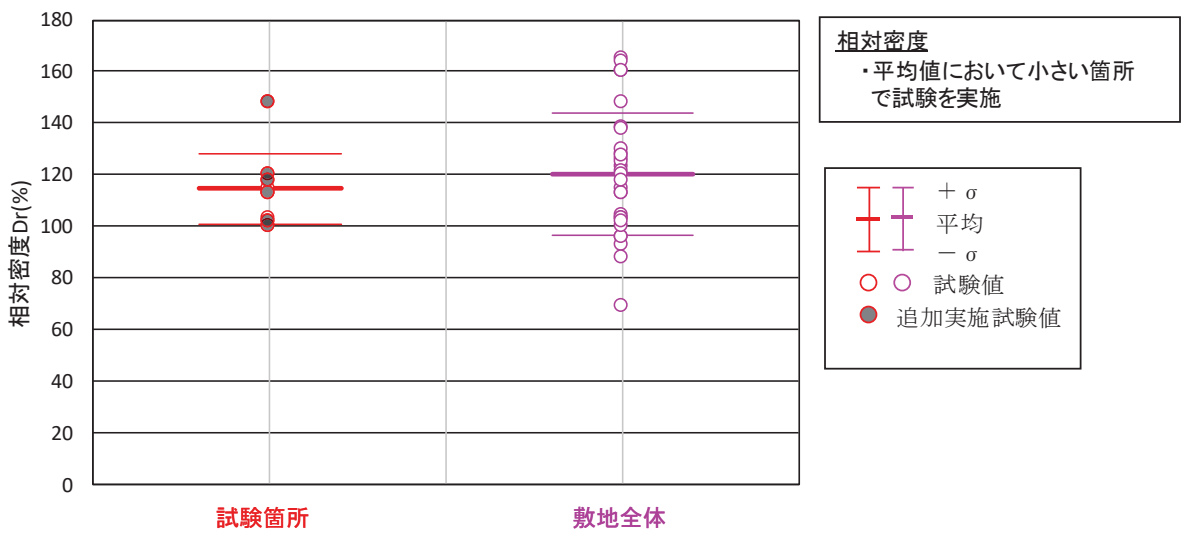 180
160
140
120
100
80
60
40
20
0
相対密度Dr(%)
試験箇所
敷地全体
相対密度
・平均値において小さい箇所
で試験を実施
＋σ
平均
－σ
試験値
追加実施試験値